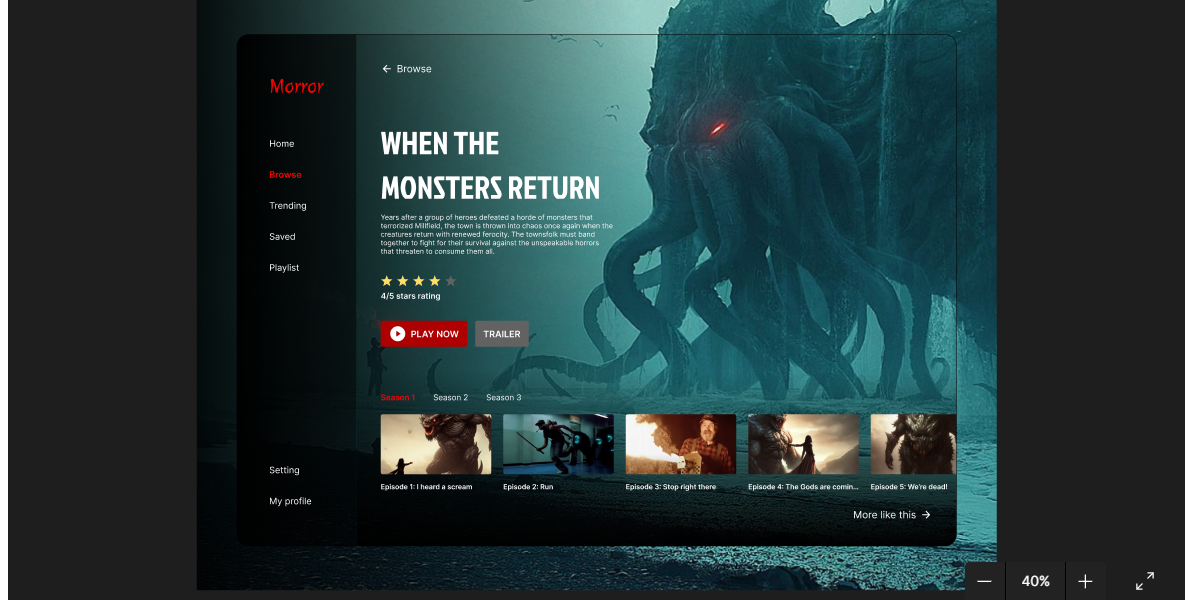 Morror
Home
Browse
Trending
Saved
Playlist
Setting
My profile
Browse
WHEN THE
MONSTERS RETURN
Years after a group of heroes defeated a horde of monsters that
terrorized Millfield, the town is thrown into chaos once again when the
creatures return with renewed ferocity. The townsfolk must band
together to fight for their survival against the unspeakable horrors
that threaten to consume them all.
4/5 stars rating
PLAY NOW
TRAILER
Season 1
Season 2
Season 3
Episode 1: I heard a scream
Episode 2: Run
Episode 3: Stop right there
Episode 4: The Gods are comin...
Episode 5: We're dead!
More like this
40%